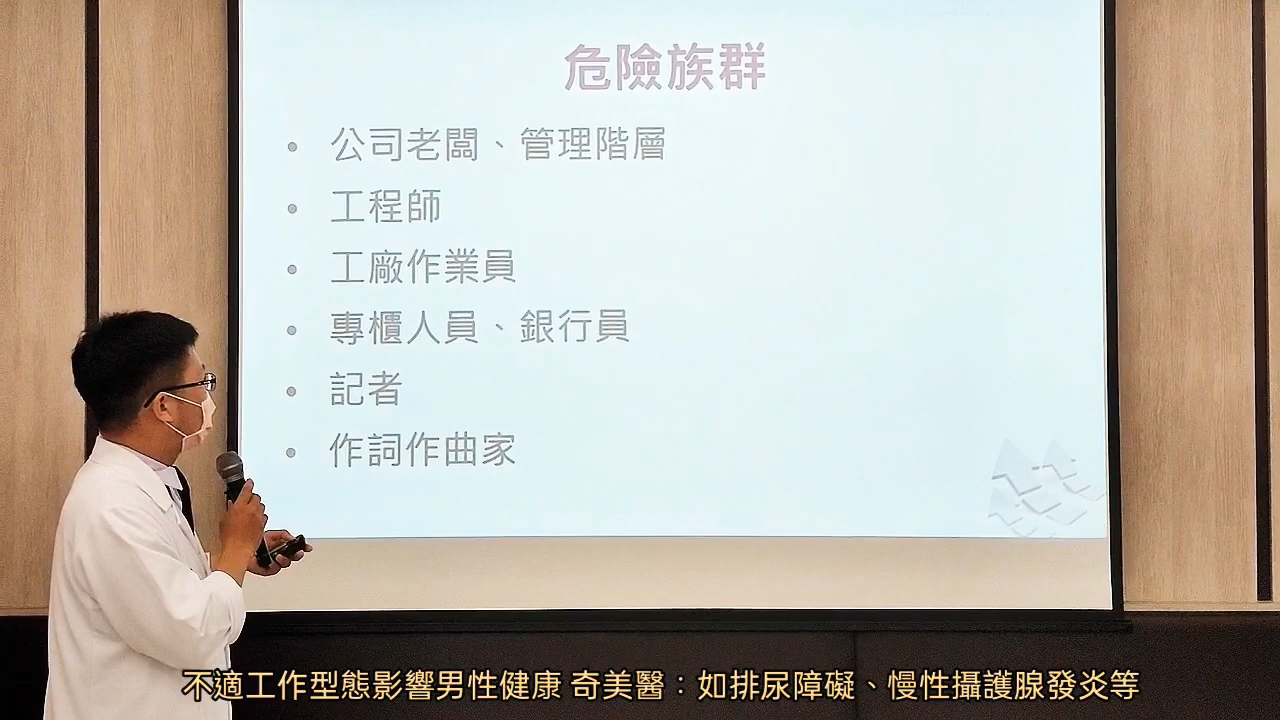 危險族群
• 公司老闆、管理階層
• 工程師
• 工廠作業員
• 專櫃人員、銀行員
• 記者
• 作詞作曲家
不適工作型態影響男性健康 奇美醫：如排尿障礙、慢性攝護腺發炎等